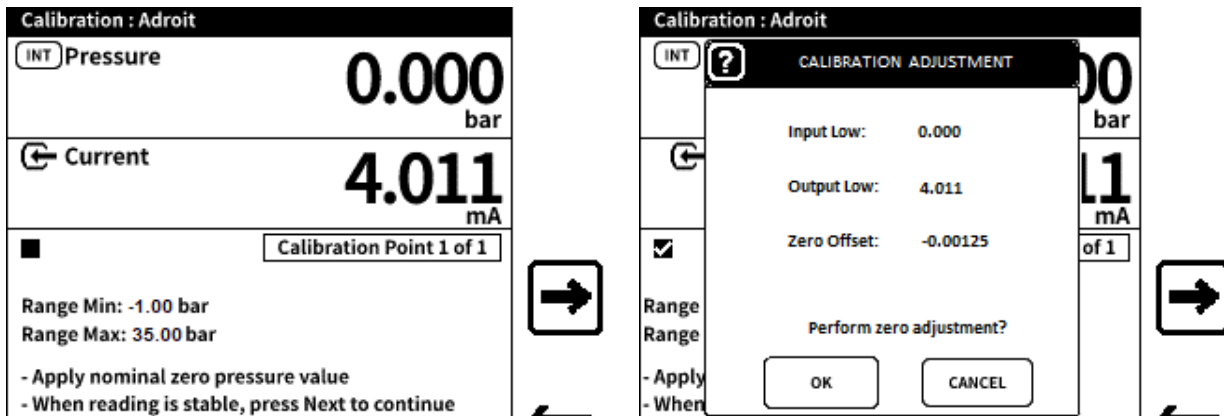 Calibration : Adroit
INT Pressure
0.000
bar
Current
4.011
mA
Calibration Point 1 of 1
Range Min: -1.00 bar
Range Max: 35.00 bar
- Apply nominal zero pressure value
- When reading is stable, press Next to continue
Calibration : Adroit
INT
? CALIBRATION ADJUSTMENT
00
bar
Input Low: 0.000
Output Low: 4.011
11
mA
Zero Offset: -0.00125
of 1
Range
Range
Perform zero adjustment?
- Apply
- When
OK CANCEL